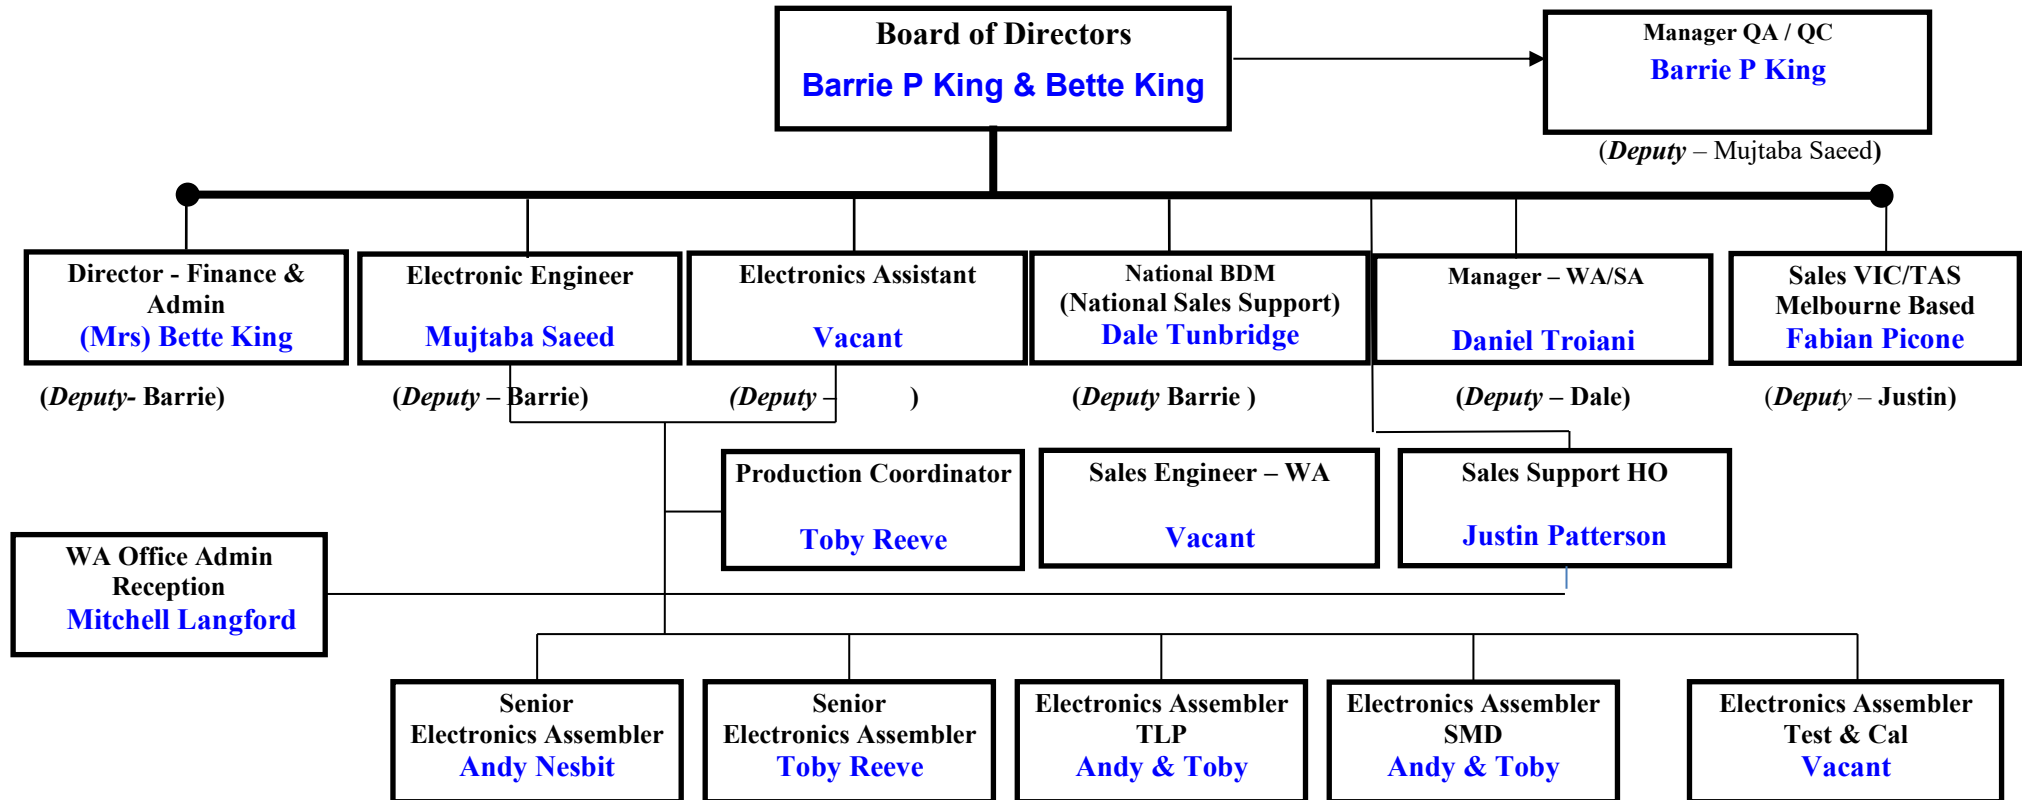 Board of Directors
Barrie P King & Bette King
Manager QA / QC
Barrie P King
(Deputy – Mujtaba Saeed)
Director - Finance &
Admin
(Mrs) Bette King
(Deputy- Barrie)
Electronic Engineer
Mujtaba Saeed
(Deputy – Barrie)
Electronics Assistant
Vacant
(Deputy – )
National BDM
(National Sales Support)
Dale Tunbridge
(Deputy Barrie )
Manager – WA/SA
Daniel Troiani
(Deputy – Dale)
Sales VIC/TAS
Melbourne Based
Fabian Picone
(Deputy – Justin)
Production Coordinator
Toby Reeve
Sales Engineer – WA
Vacant
Sales Support HO
Justin Patterson
WA Office Admin
Reception
Mitchell Langford
Senior
Electronics Assembler
Andy Nesbit
Senior
Electronics Assembler
Toby Reeve
Electronics Assembler
TLP
Andy & Toby
Electronics Assembler
SMD
Andy & Toby
Electronics Assembler
Test & Cal
Vacant